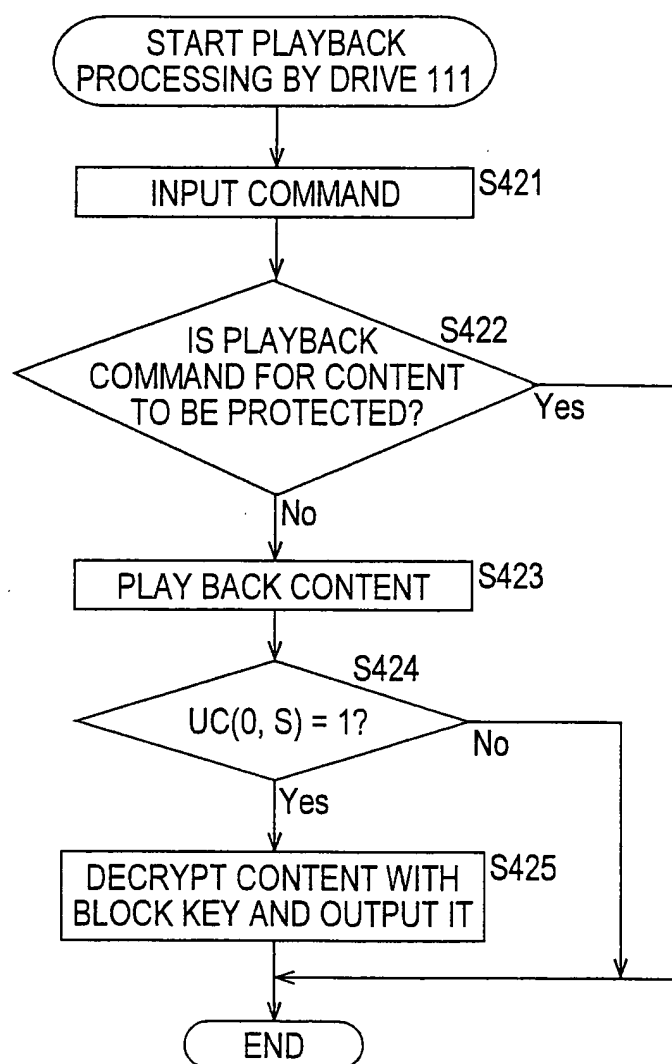 START PLAYBACK
PROCESSING BY DRIVE 111
INPUT COMMAND
S421
S422
IS PLAYBACK
COMMAND FOR CONTENT
TO BE PROTECTED?
Yes
No
PLAY BACK CONTENT
S423
S424
UC(0, S) = 1?
No
Yes
DECRYPT CONTENT WITH
BLOCK KEY AND OUTPUT IT
S425
END